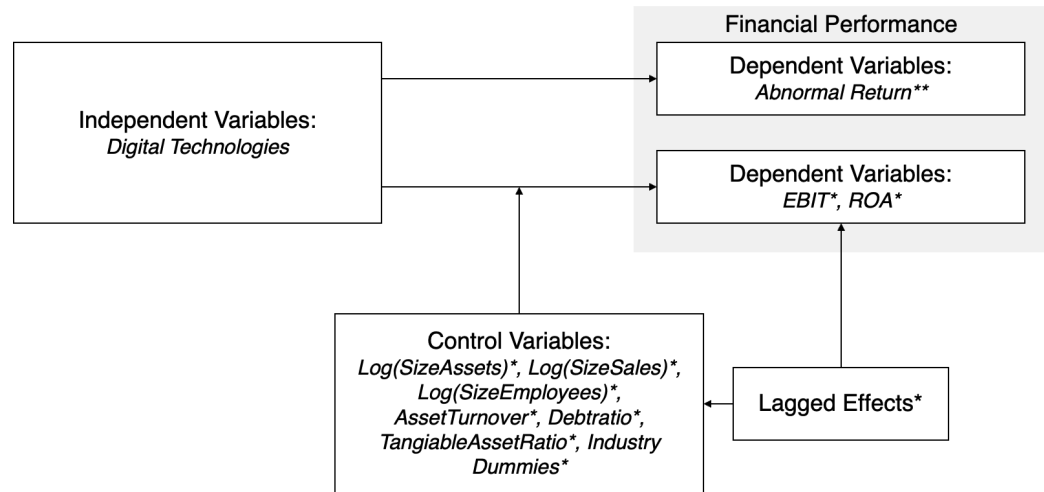 Financial Performance
Independent Variables:
Digital Technologies
Dependent Variables:
Abnormal Return**
Dependent Variables:
EBIT*, ROA*
Control Variables:
Log(SizeAssets)*, Log(SizeSales)*,
Log(SizeEmployees)*,
AssetTurnover*, Debtratio*,
TangiableAssetRatio*, Industry
Dummies*
Lagged Effects*